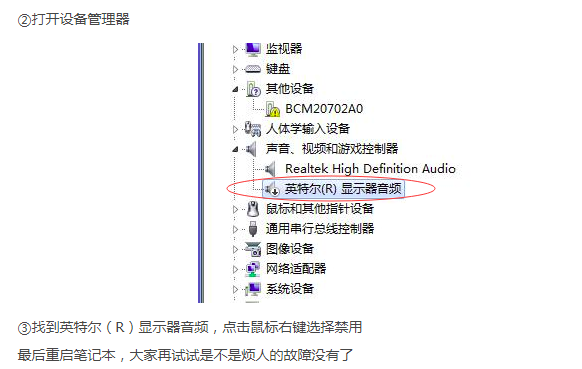 ②打开设备管理器
监视器
键盘
其他设备
BCM20702A0
人体学输入设备
声音、视频和游戏控制器
Realtek High Definition Audio
英特尔(R) 显示器音频
鼠标和其他指针设备
通用串行总线控制器
图像设备
网络适配器
系统设备
③找到英特尔（R）显示器音频，点击鼠标右键选择禁用
最后重启笔记本，大家再试试是不是烦人的故障没有了